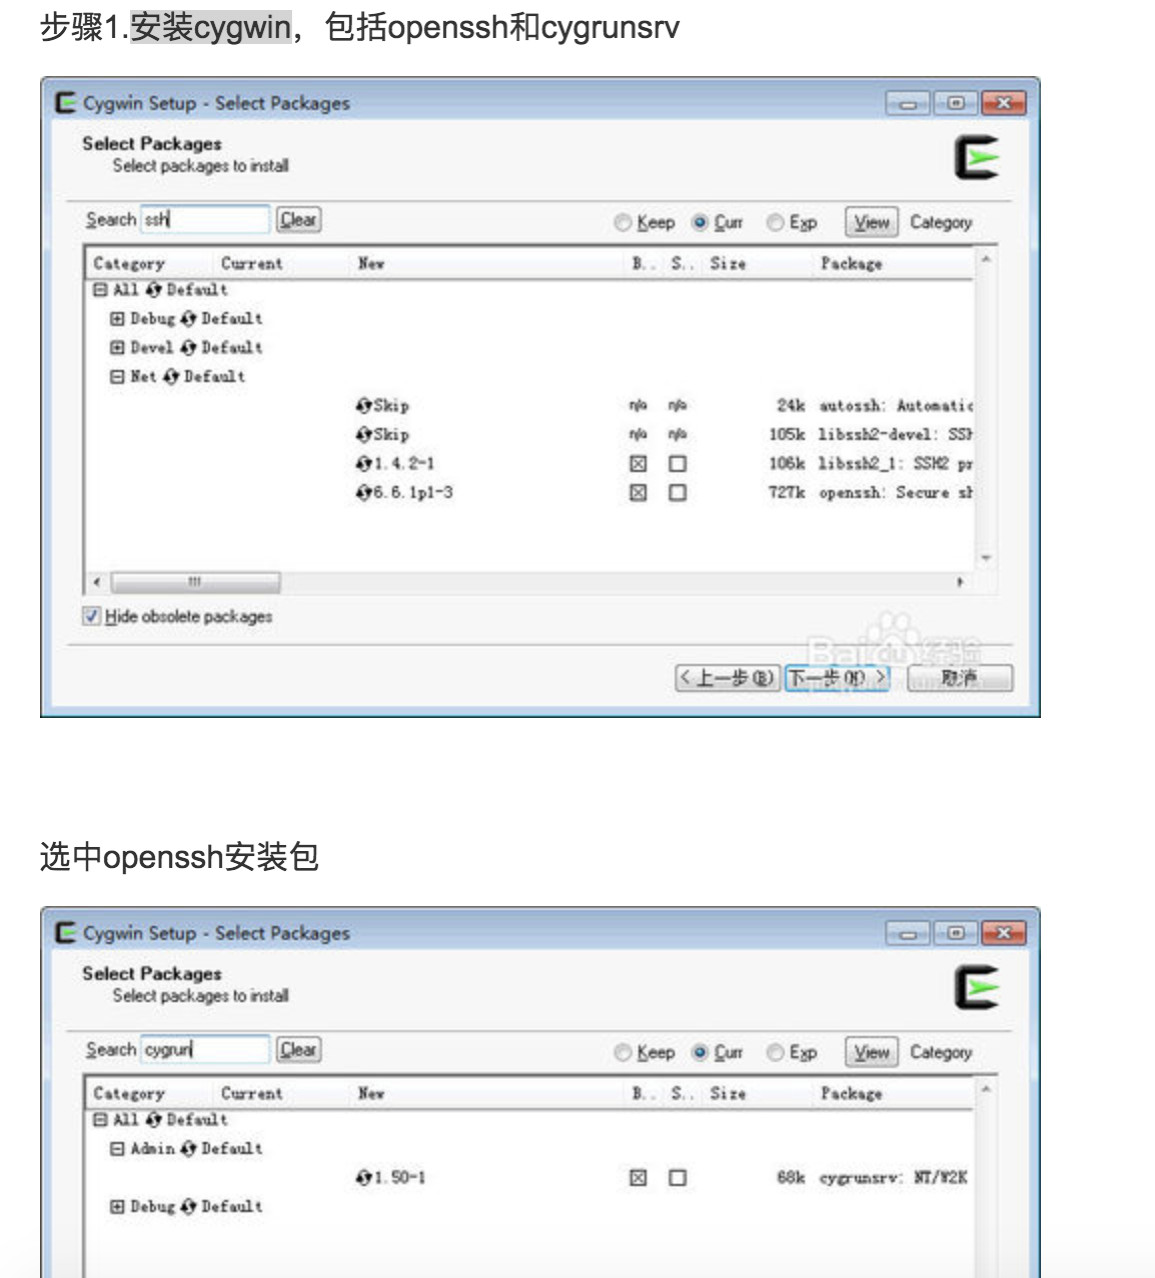 步骤1.安装cygwin，包括openssh和cygrunsrv
Cygwin Setup - Select Packages
Select Packages
Select packages to install
Search ssh Clear Keep Curr Exp View Category
Category Current New B.. S.. Size Package
All Default
Debug Default
Devel Default
Net Default
Skip n/a n/a 24k autossh: Automatic
Skip n/a n/a 105k libssh2-devel: SSH
1.4.2-1 106k libssh2_1: SSH2 pr
6.6.1p1-3 727k openssh: Secure sh
Hide obsolete packages
Baidu 经验
< 上一步(B) 下一步(N) > 取消
选中openssh安装包
Cygwin Setup - Select Packages
Select Packages
Select packages to install
Search cygrun Clear Keep Curr Exp View Category
Category Current New B.. S.. Size Package
All Default
Admin Default
1.50-1 68k cygrunsrv: NT/W2K
Debug Default